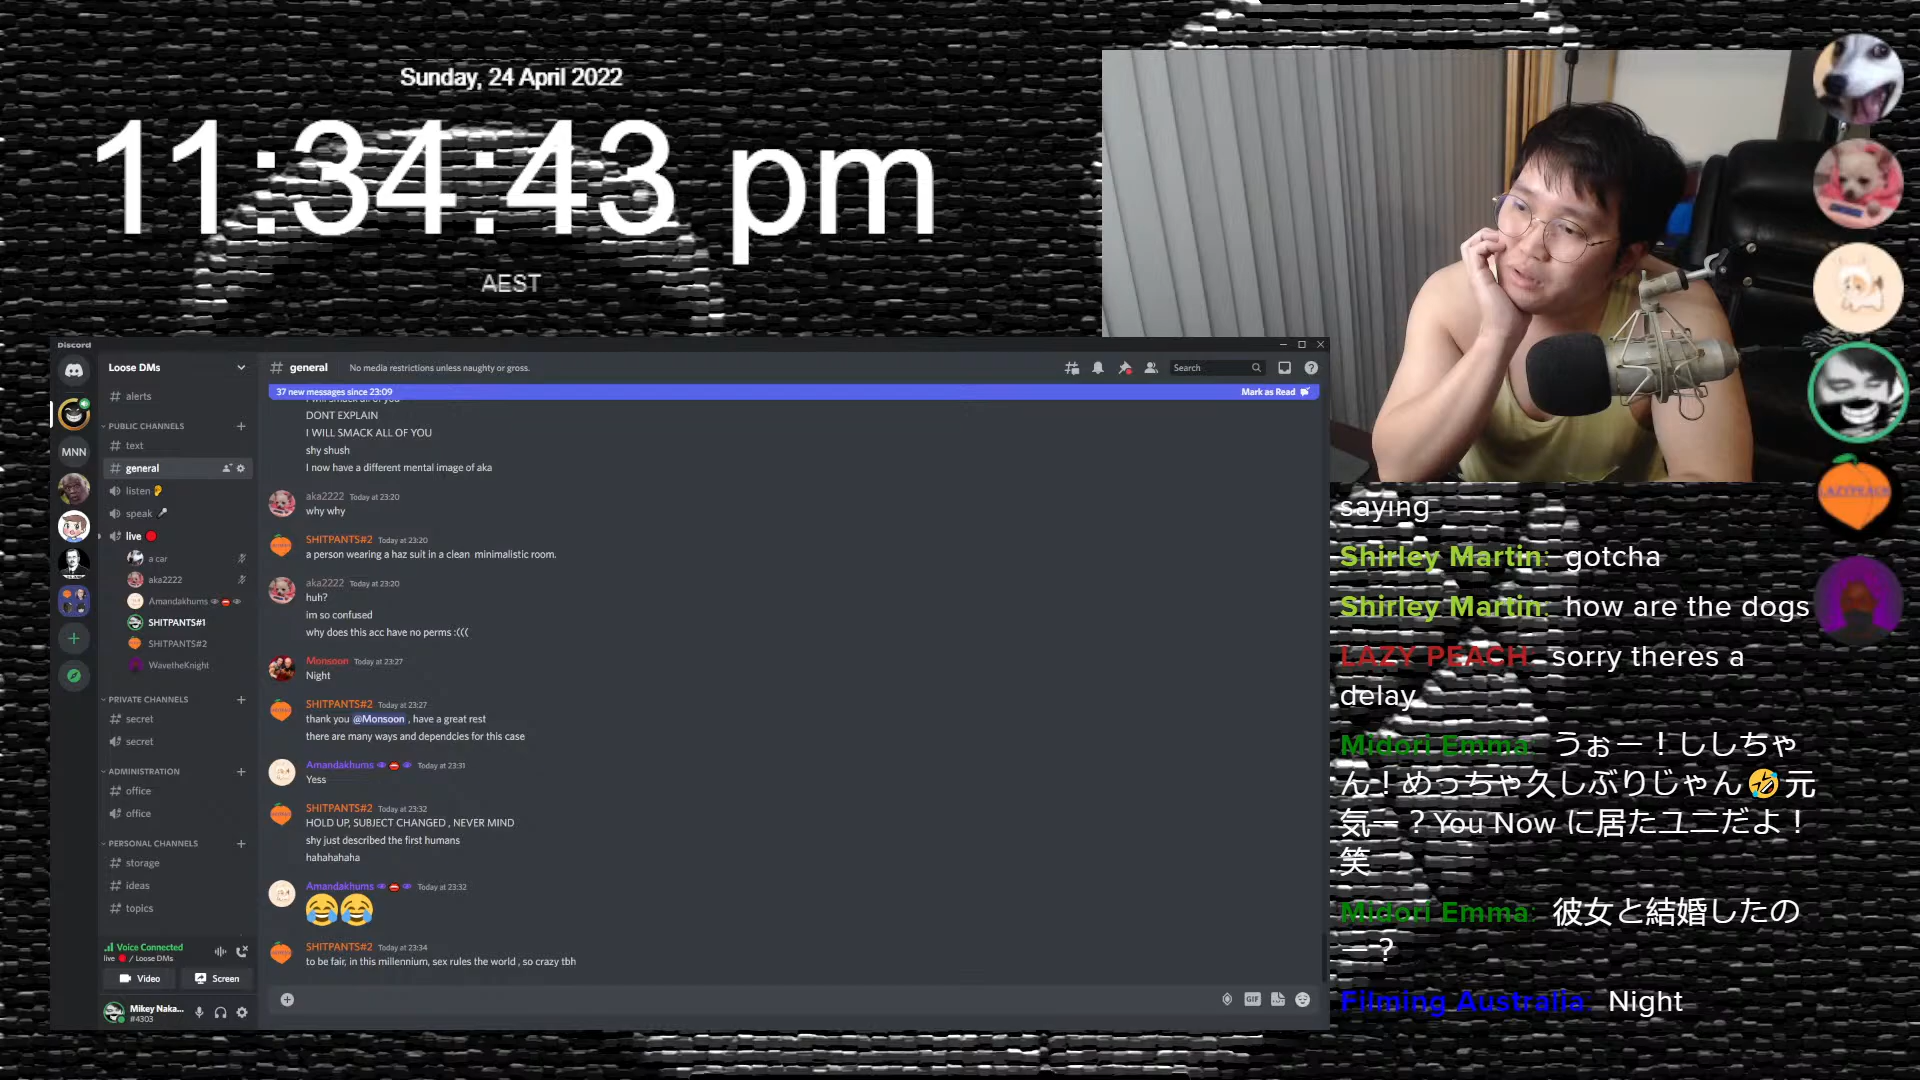 Sunday, 24 April 2022
11:34:43 pm
AEST
Discord
Loose DMs
general
No media restrictions unless naughty or gross.
Search
37 new messages since 23:09
Mark as Read
alerts
PUBLIC CHANNELS
text
general
listen 👂
speak 🎤
live 🔴
a car
aka2222
Amandakhums 👁️👄👁️
SHITPANTS#1
SHITPANTS#2
WavetheKnight
PRIVATE CHANNELS
secret
secret
ADMINISTRATION
office
office
PERSONAL CHANNELS
storage
ideas
topics
Voice Connected
live 🔴 / Loose DMs
Video
Screen
Mikey Naka...
#4303
MNN
I will smack all of you
DONT EXPLAIN
I WILL SMACK ALL OF YOU
shy shush
I now have a different mental image of aka
aka2222 Today at 23:20
why why
SHITPANTS#2 Today at 23:20
a person wearing a haz suit in a clean minimalistic room.
aka2222 Today at 23:20
huh?
im so confused
why does this acc have no perms :(((
Monsoon Today at 23:27
Night
SHITPANTS#2 Today at 23:27
thank you @Monsoon , have a great rest
there are many ways and dependcies for this case
Amandakhums 👁️👄👁️ Today at 23:31
Yess
SHITPANTS#2 Today at 23:32
HOLD UP, SUBJECT CHANGED , NEVER MIND
shy just described the first humans
hahahahaha
Amandakhums 👁️👄👁️ Today at 23:32
😂😂
SHITPANTS#2 Today at 23:34
to be fair, in this millennium, sex rules the world , so crazy tbh
GIF
saying
Shirley Martin: gotcha
Shirley Martin: how are the dogs
LAZY PEACH: sorry theres a
delay
Midori Emma: うぉー！ししちゃ
ん！めっちゃ久しぶりじゃん🤣元
気ー？You Now に居たユニだよ！
笑
Midori Emma: 彼女と結婚したの
ー？
Filming Australia: Night
LAZYPEACH